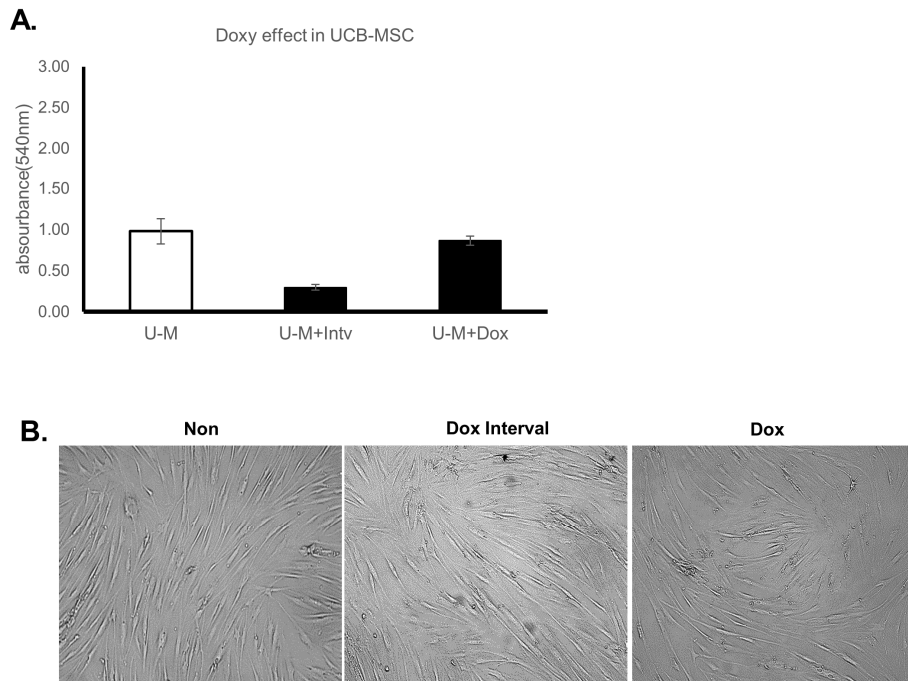 A.
Doxy effect in UCB-MSC
3.00
2.50
2.00
1.50
1.00
0.50
0.00
absourbance(540nm)
U-M U-M+Intv U-M+Dox
B.
Non Dox Interval Dox